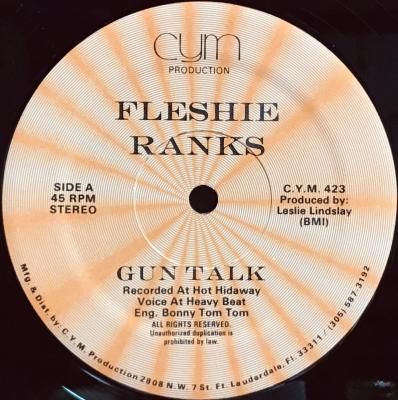 cym
PRODUCTION
FLESHIE
RANKS
SIDE A
45 RPM
STEREO
C.Y.M. 423
Produced by:
Leslie Lindslay
(BMI)
GUN TALK
Recorded At Hot Hidaway
Voice At Heavy Beat
Eng. Bonny Tom Tom
ALL RIGHTS RESERVED.
Unauthorized duplication is
prohibited by law.
Mfg. & Dist. by: C.Y.M. Production 2808 N.W. 7 St. Ft. Lauderdale, Fl. 33311 / (305) 587-3192